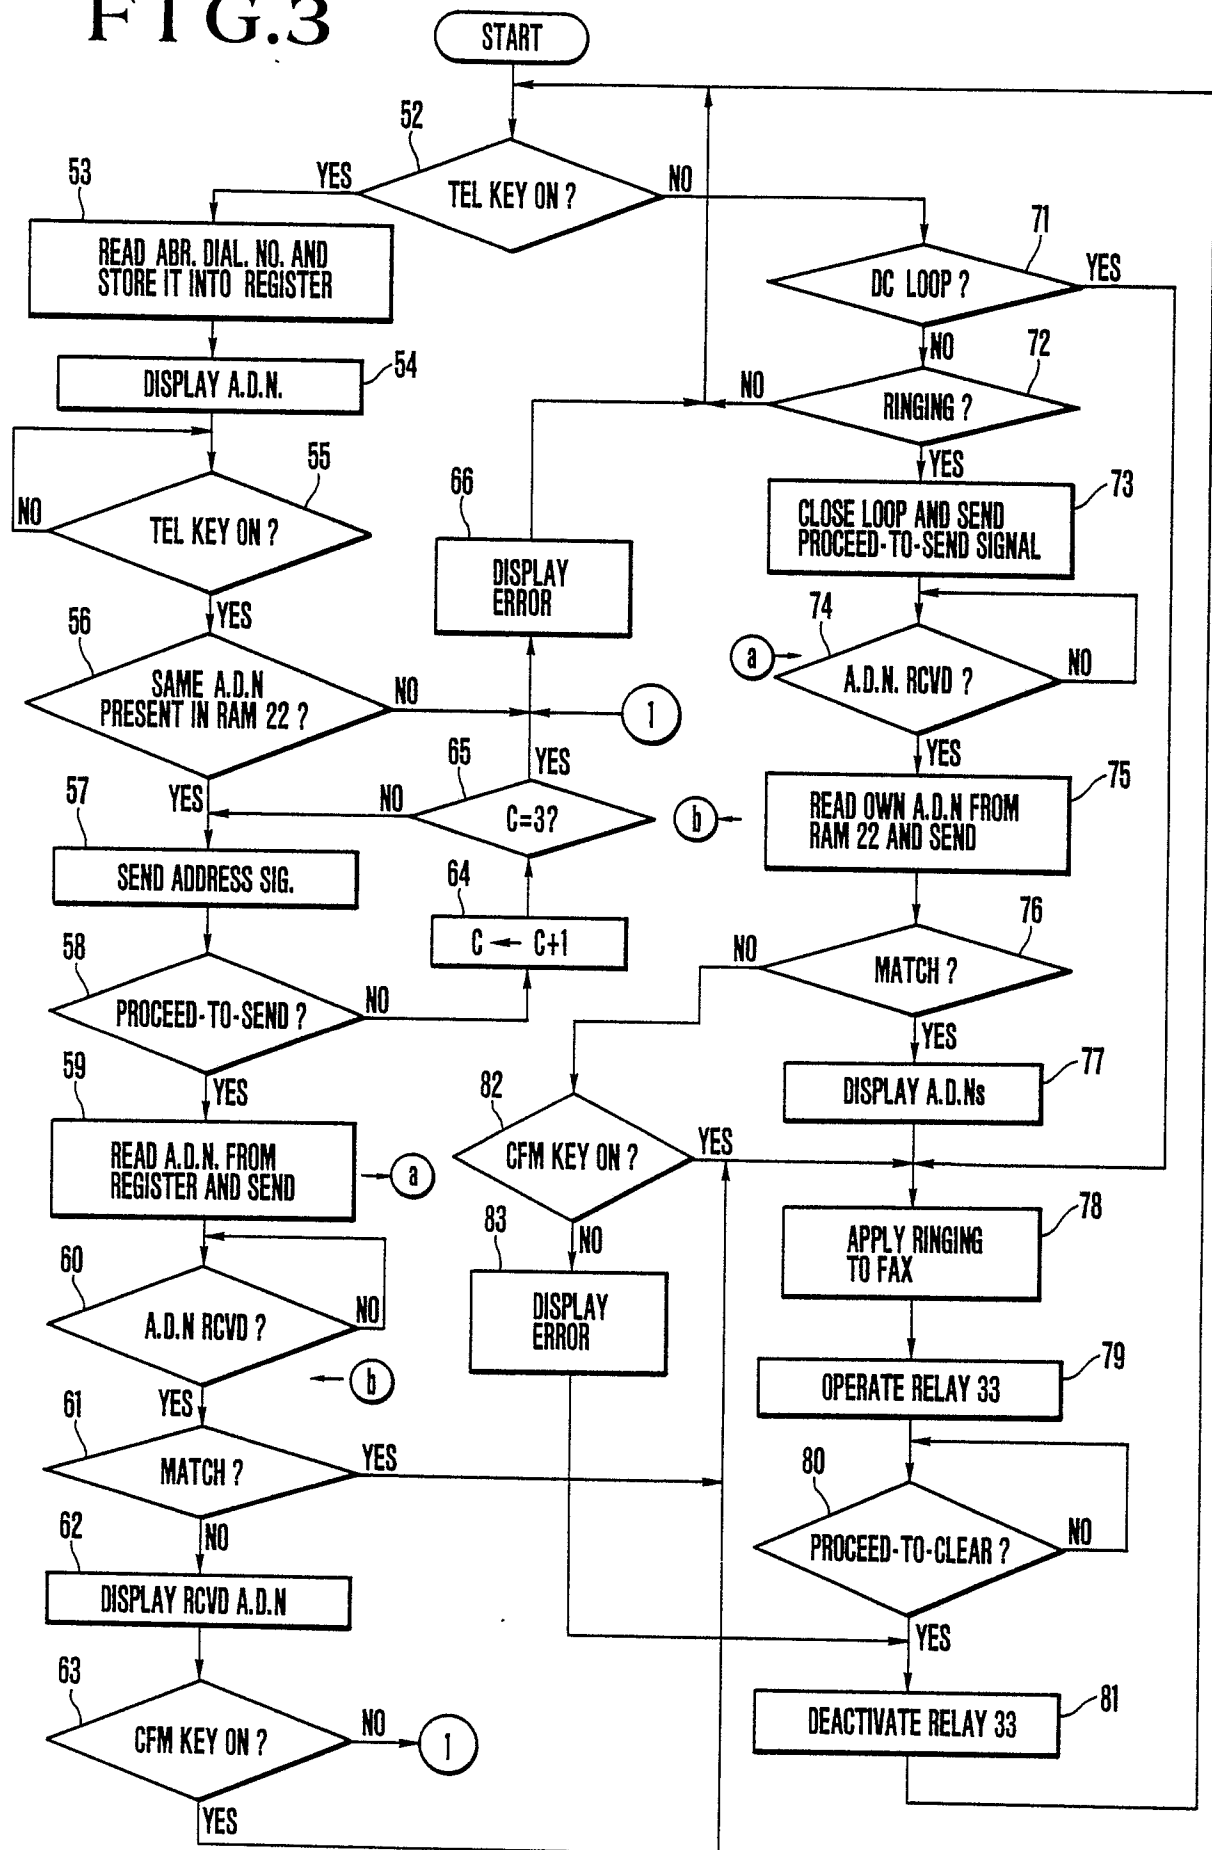 FIG.3
START
52
TEL KEY ON ?
YES
NO
53
READ ABR. DIAL. NO. AND
STORE IT INTO REGISTER
54
DISPLAY A.D.N.
55
TEL KEY ON ?
NO
YES
56
SAME A.D.N
PRESENT IN RAM 22 ?
NO
YES
1
66
DISPLAY
ERROR
65
C=3?
YES
NO
57
SEND ADDRESS SIG.
64
C ← C+1
58
PROCEED-TO-SEND ?
NO
YES
59
READ A.D.N. FROM
REGISTER AND SEND
a
60
A.D.N RCVD ?
NO
YES
b
61
MATCH ?
YES
NO
62
DISPLAY RCVD A.D.N
63
CFM KEY ON ?
NO
1
YES
71
DC LOOP ?
YES
NO
72
RINGING ?
NO
YES
73
CLOSE LOOP AND SEND
PROCEED-TO-SEND SIGNAL
74
a
A.D.N. RCVD ?
NO
YES
75
b
READ OWN A.D.N FROM
RAM 22 AND SEND
76
MATCH ?
NO
YES
77
DISPLAY A.D.Ns
82
CFM KEY ON ?
YES
NO
83
DISPLAY
ERROR
78
APPLY RINGING
TO FAX
79
OPERATE RELAY 33
80
PROCEED-TO-CLEAR ?
NO
YES
81
DEACTIVATE RELAY 33